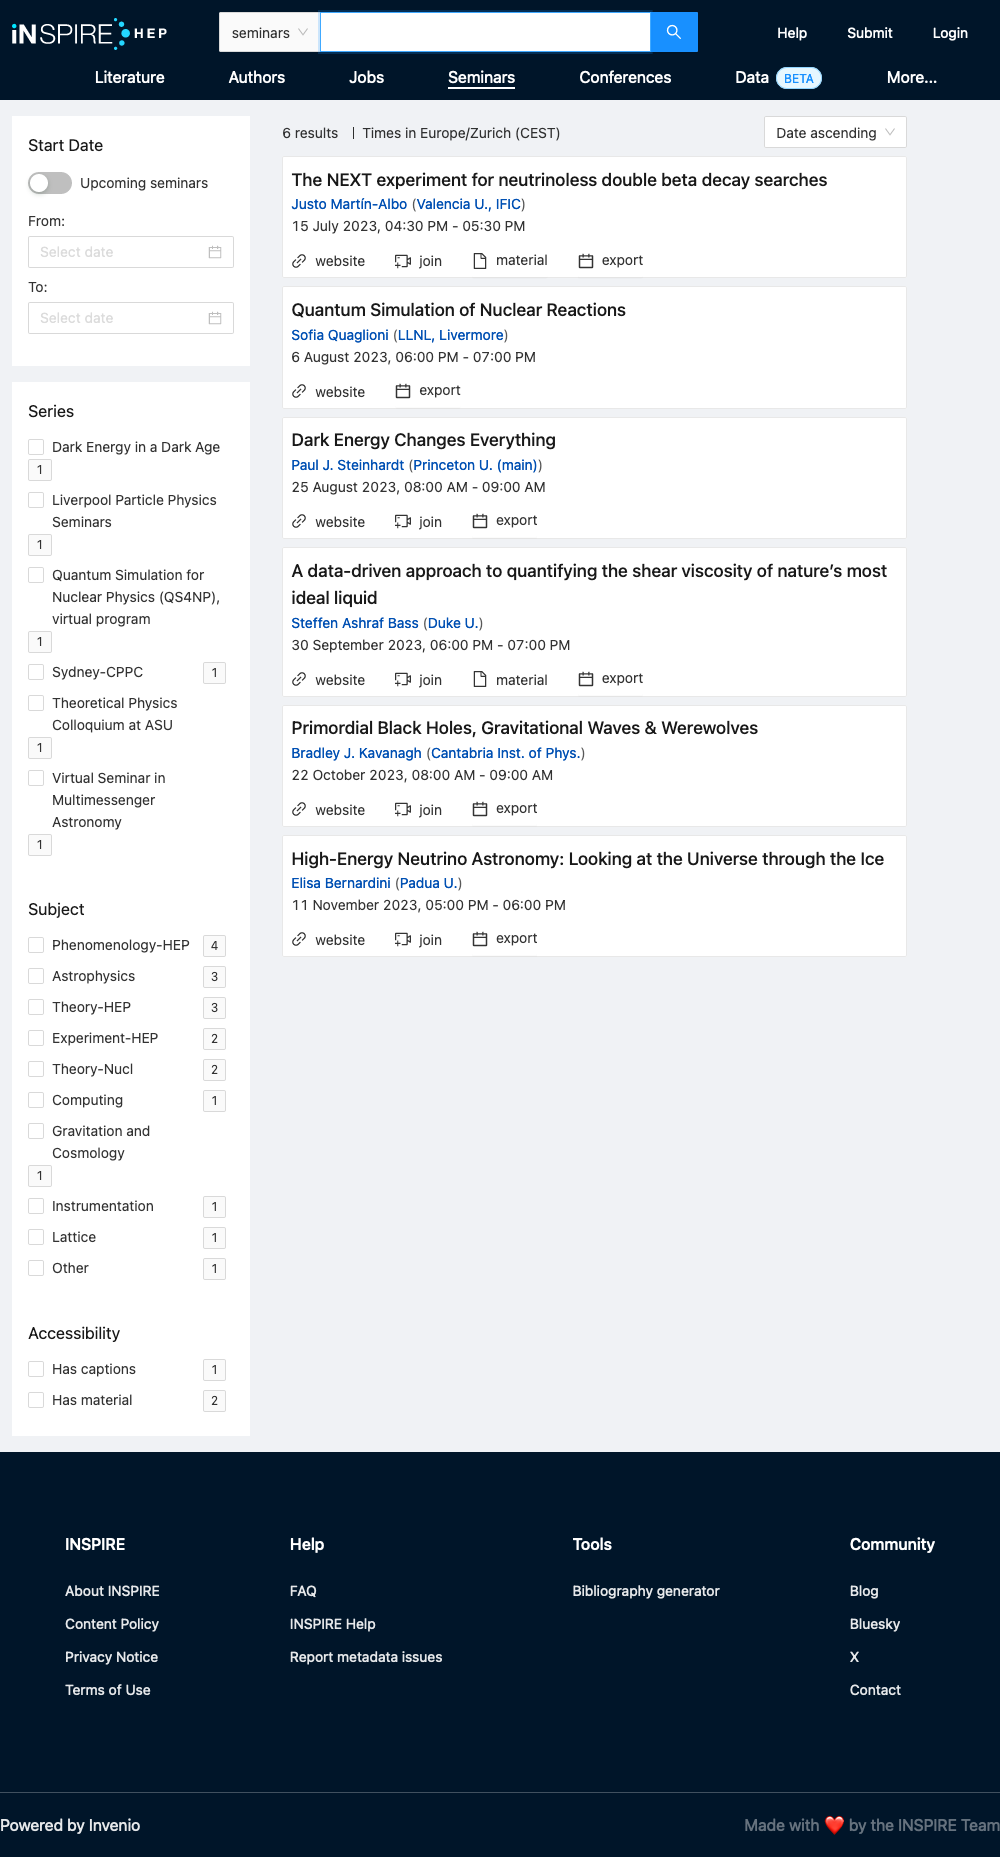 iNSPIRE HEP
seminars
Help Submit Login
Literature Authors Jobs Seminars Conferences Data BETA More...
Start Date
Upcoming seminars
From:
Select date
To:
Select date
Series
Dark Energy in a Dark Age
1
Liverpool Particle Physics
Seminars
1
Quantum Simulation for
Nuclear Physics (QS4NP),
virtual program
1
Sydney-CPPC 1
Theoretical Physics
Colloquium at ASU
1
Virtual Seminar in
Multimessenger
Astronomy
1
Subject
Phenomenology-HEP 4
Astrophysics 3
Theory-HEP 3
Experiment-HEP 2
Theory-Nucl 2
Computing 1
Gravitation and
Cosmology
1
Instrumentation 1
Lattice 1
Other 1
Accessibility
Has captions 1
Has material 2
6 results | Times in Europe/Zurich (CEST)
Date ascending
The NEXT experiment for neutrinoless double beta decay searches
Justo Martín-Albo (Valencia U., IFIC)
15 July 2023, 04:30 PM - 05:30 PM
website join material export
Quantum Simulation of Nuclear Reactions
Sofia Quaglioni (LLNL, Livermore)
6 August 2023, 06:00 PM - 07:00 PM
website export
Dark Energy Changes Everything
Paul J. Steinhardt (Princeton U. (main))
25 August 2023, 08:00 AM - 09:00 AM
website join export
A data-driven approach to quantifying the shear viscosity of nature’s most
ideal liquid
Steffen Ashraf Bass (Duke U.)
30 September 2023, 06:00 PM - 07:00 PM
website join material export
Primordial Black Holes, Gravitational Waves & Werewolves
Bradley J. Kavanagh (Cantabria Inst. of Phys.)
22 October 2023, 08:00 AM - 09:00 AM
website join export
High-Energy Neutrino Astronomy: Looking at the Universe through the Ice
Elisa Bernardini (Padua U.)
11 November 2023, 05:00 PM - 06:00 PM
website join export
INSPIRE
About INSPIRE
Content Policy
Privacy Notice
Terms of Use
Help
FAQ
INSPIRE Help
Report metadata issues
Tools
Bibliography generator
Community
Blog
Bluesky
X
Contact
Powered by Invenio
Made with ❤️ by the INSPIRE Team